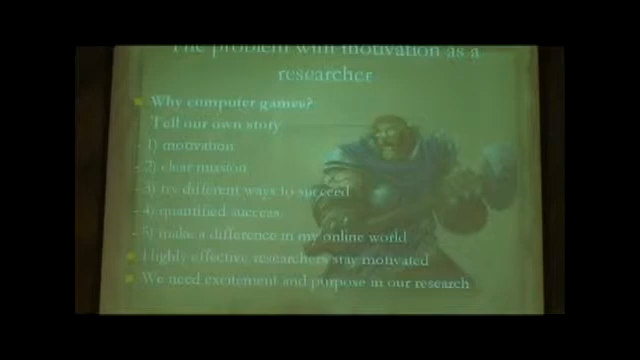 The problem with motivation as a
researcher
Why computer games?
Tell our own story
- 1) motivation
- 2) clear mission
- 3) try different ways to succeed
- 4) quantified success
- 5) make a difference in my online world
Highly effective researchers stay motivated
We need excitement and purpose in our research